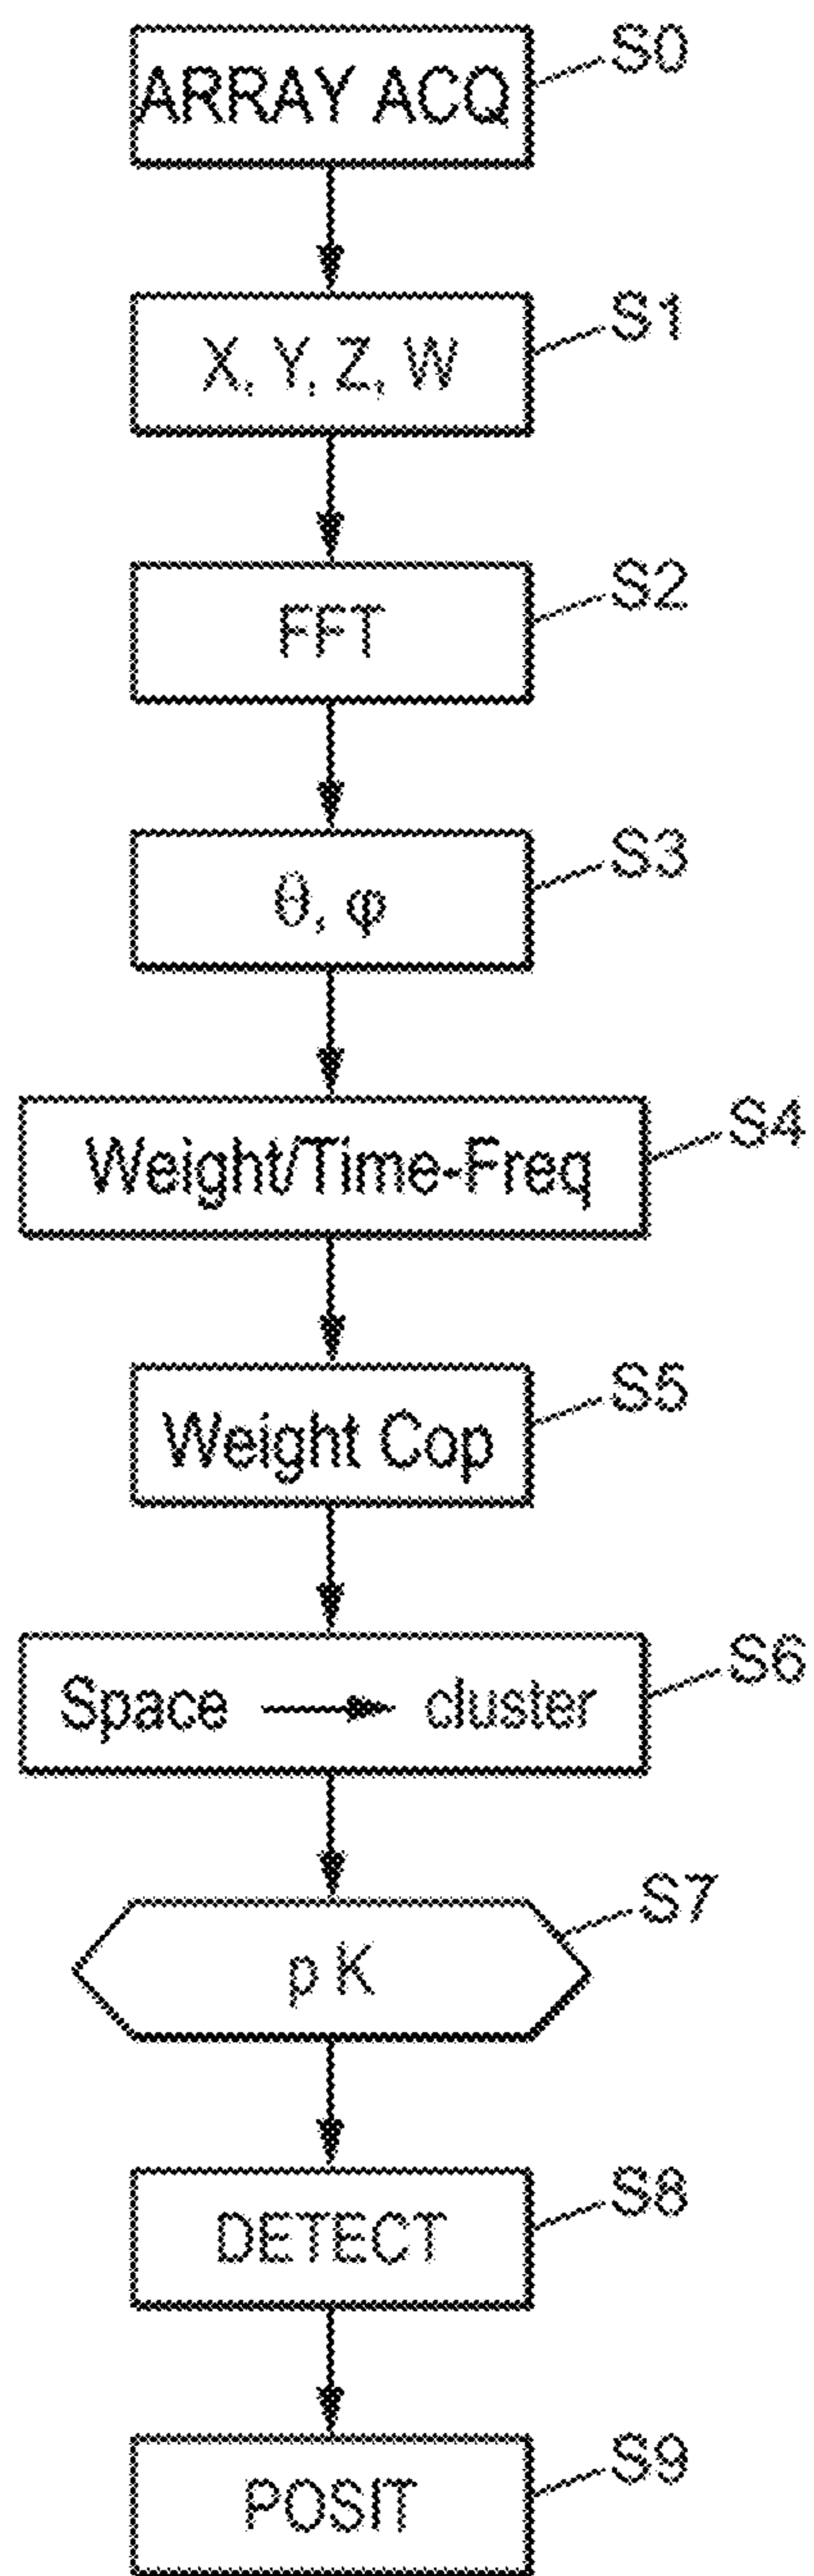 ARRAY ACQ
S0
X, Y, Z, W
S1
FFT
S2
θ, φ
S3
Weight/Time-Freq
S4
Weight Cop
S5
Space → cluster
S6
p K
S7
DETECT
S8
POSIT
S9